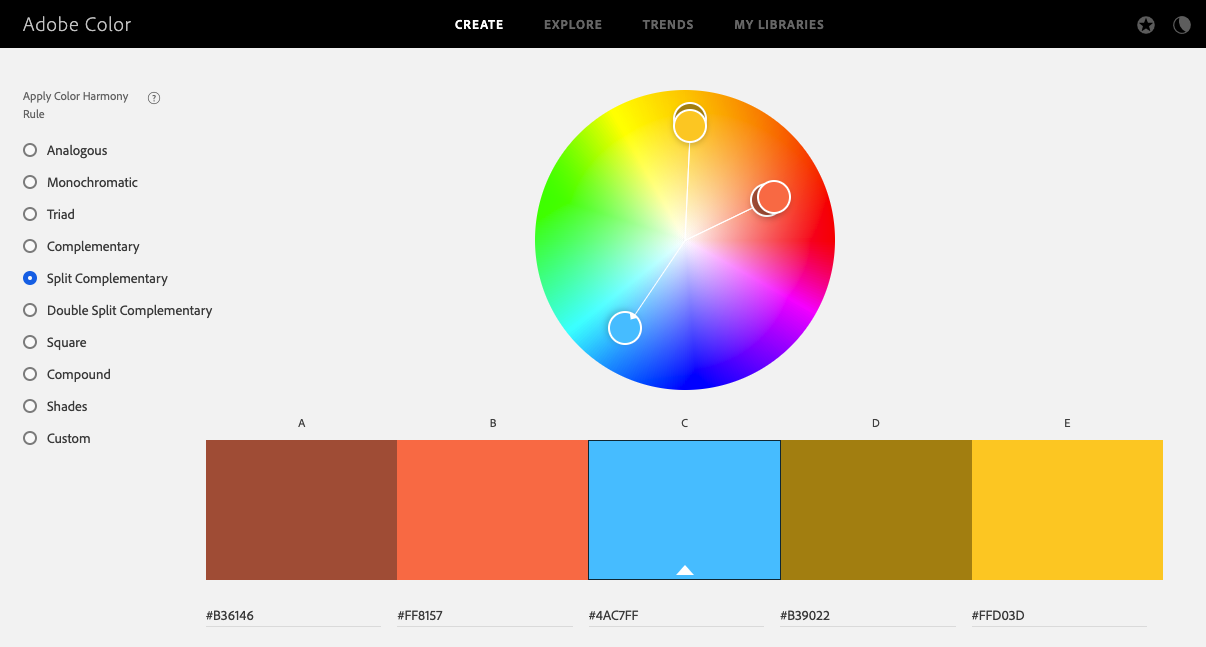 Adobe Color
CREATE
EXPLORE
TRENDS
MY LIBRARIES
Apply Color Harmony
Rule
?
Analogous
Monochromatic
Triad
Complementary
Split Complementary
Double Split Complementary
Square
Compound
Shades
Custom
A
B
C
D
E
#B36146
#FF8157
#4AC7FF
#B39022
#FFD03D